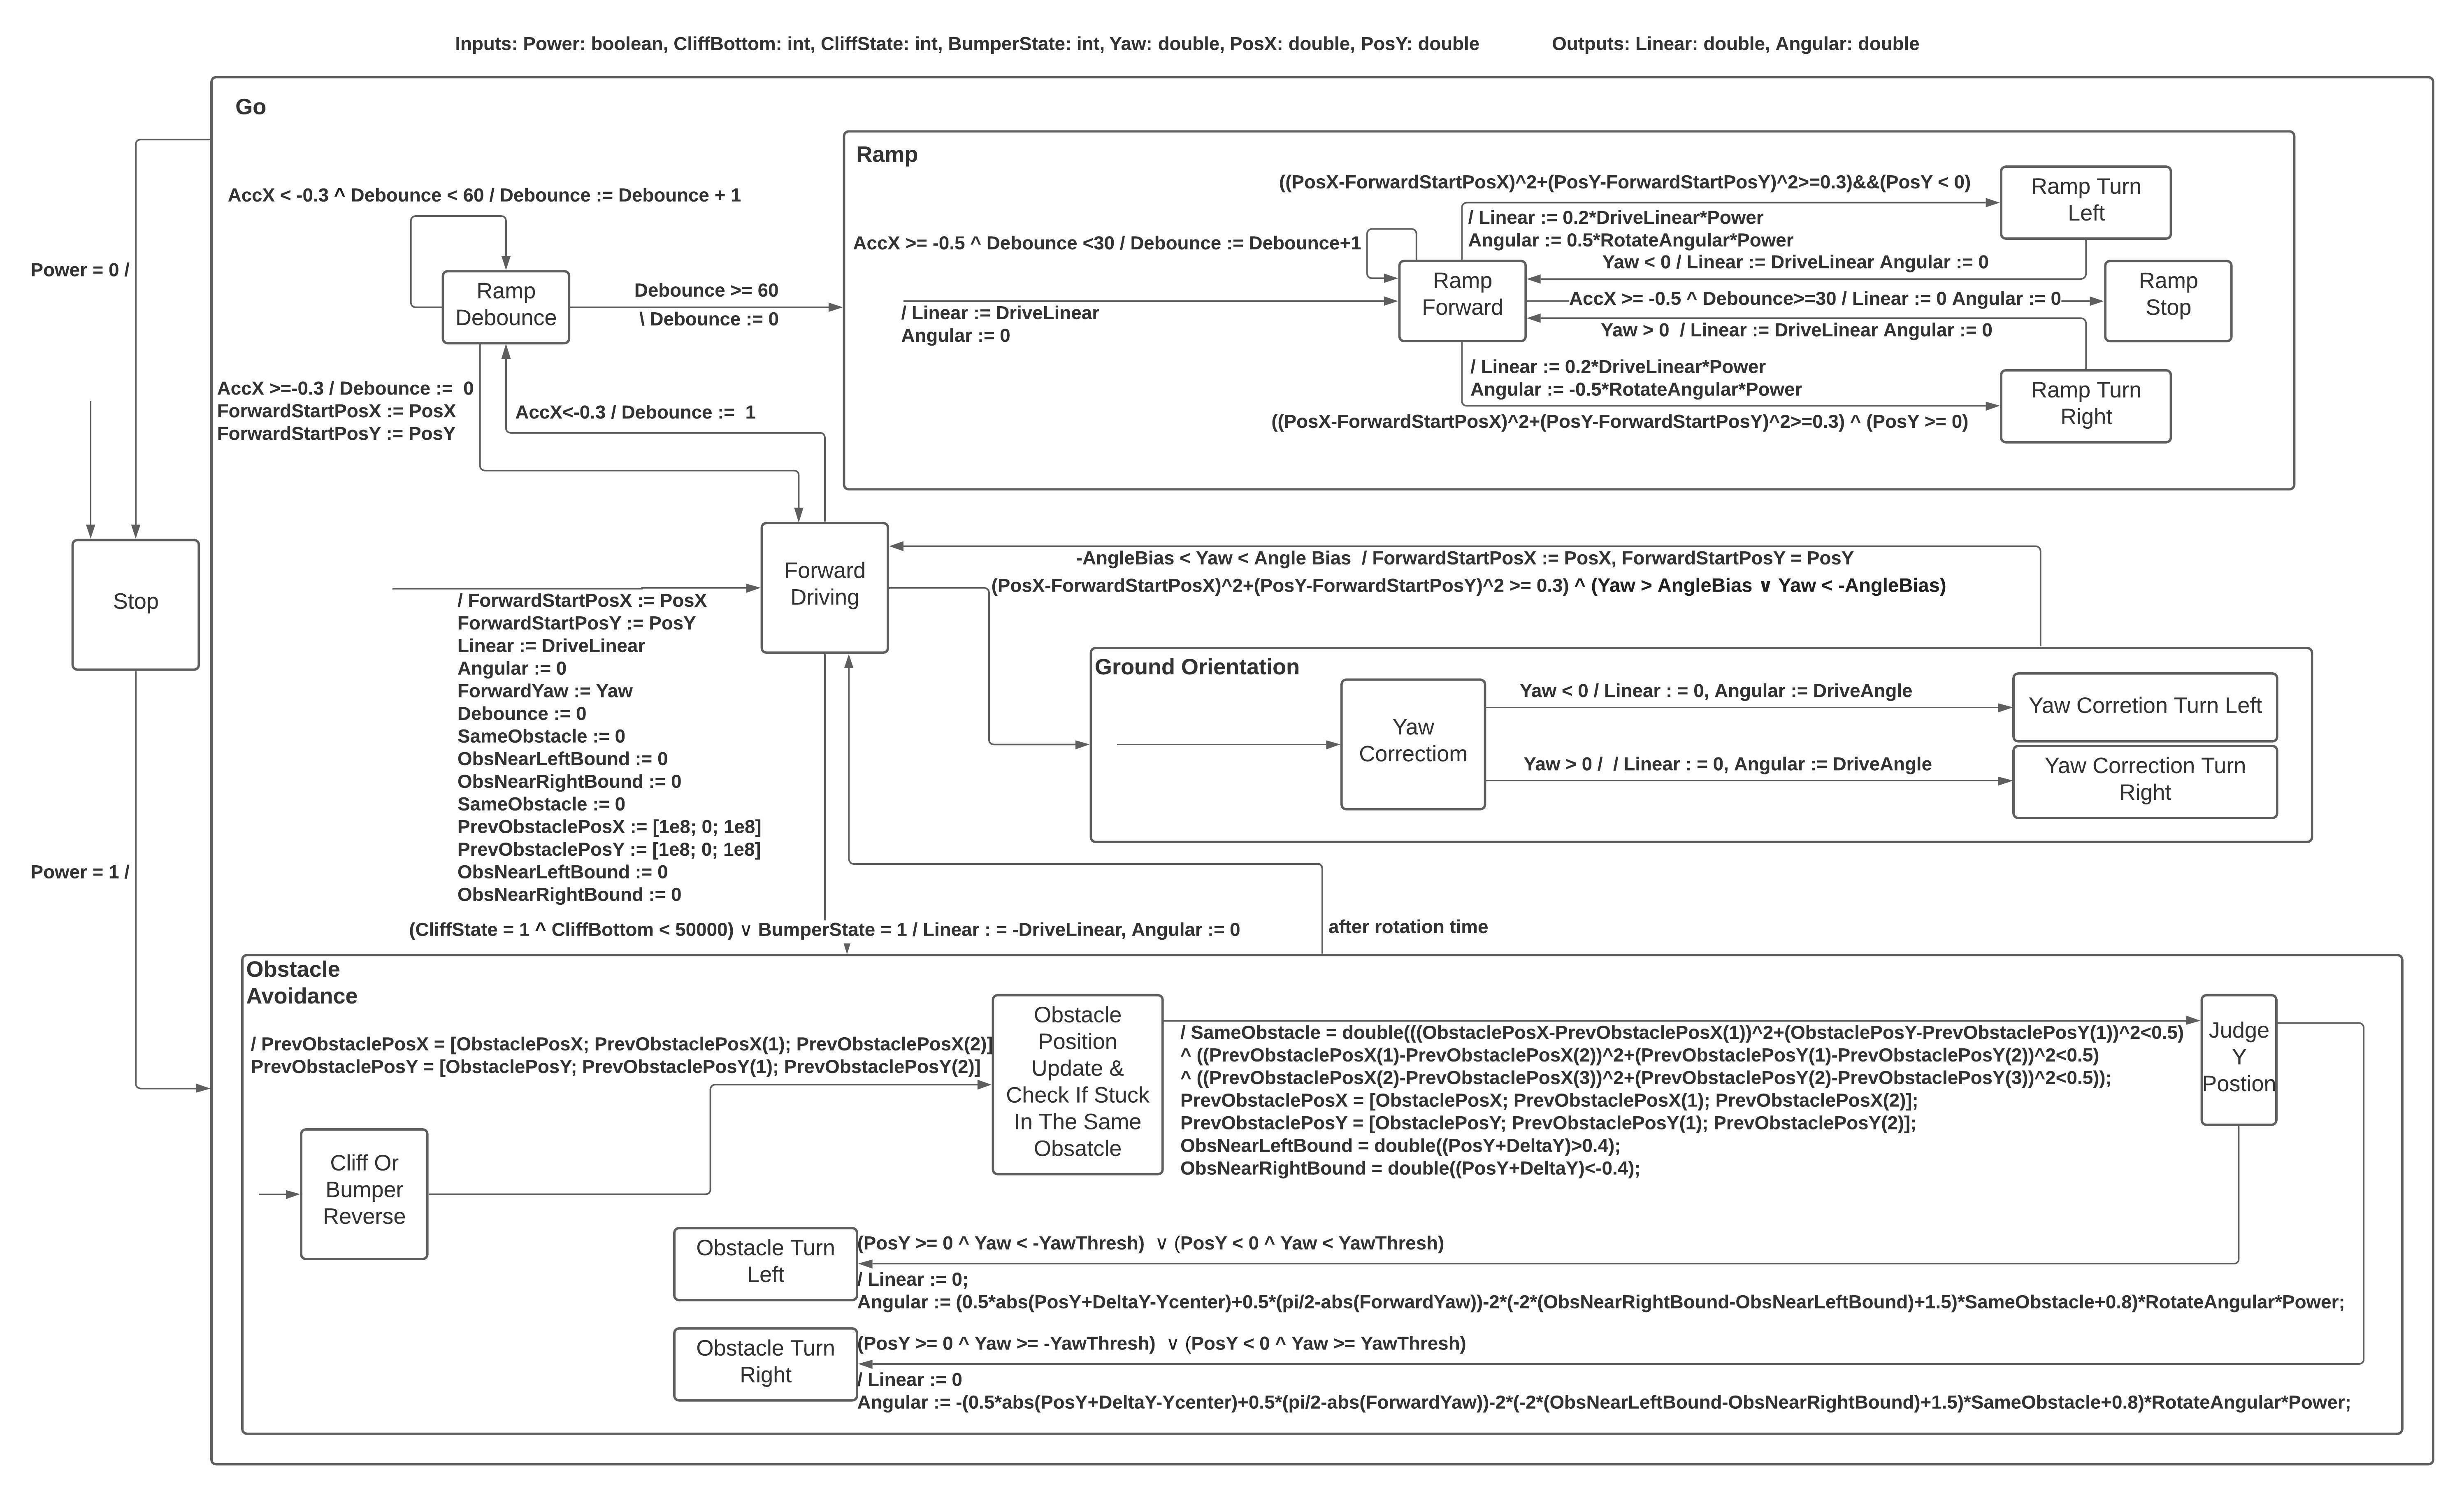 Inputs: Power: boolean, CliffBottom: int, CliffState: int, BumperState: int, Yaw: double, PosX: double, PosY: double
Outputs: Linear: double, Angular: double
Go
Power = 0 /
Stop
Power = 1 /
AccX < -0.3 ^ Debounce < 60 / Debounce := Debounce + 1
Ramp
Debounce
Debounce >= 60
\ Debounce := 0
AccX >=-0.3 / Debounce :=  0
ForwardStartPosX := PosX
ForwardStartPosY := PosY
AccX<-0.3 / Debounce :=  1
Ramp
((PosX-ForwardStartPosX)^2+(PosY-ForwardStartPosY)^2>=0.3)&&(PosY < 0)
/ Linear := 0.2*DriveLinear*Power
Angular := 0.5*RotateAngular*Power
Ramp Turn
Left
AccX >= -0.5 ^ Debounce <30 / Debounce := Debounce+1
Yaw < 0 / Linear := DriveLinear Angular := 0
Ramp
Forward
/ Linear := DriveLinear
Angular := 0
AccX >= -0.5 ^ Debounce>=30 / Linear := 0 Angular := 0
Ramp
Stop
Yaw > 0  / Linear := DriveLinear Angular := 0
/ Linear := 0.2*DriveLinear*Power
Angular := -0.5*RotateAngular*Power
Ramp Turn
Right
((PosX-ForwardStartPosX)^2+(PosY-ForwardStartPosY)^2>=0.3) ^ (PosY >= 0)
Forward
Driving
-AngleBias < Yaw < Angle Bias  / ForwardStartPosX := PosX, ForwardStartPosY = PosY
(PosX-ForwardStartPosX)^2+(PosY-ForwardStartPosY)^2 >= 0.3) ^ (Yaw > AngleBias ∨ Yaw < -AngleBias)
/ ForwardStartPosX := PosX
ForwardStartPosY := PosY
Linear := DriveLinear
Angular := 0
ForwardYaw := Yaw
Debounce := 0
SameObstacle := 0
ObsNearLeftBound := 0
ObsNearRightBound := 0
SameObstacle := 0
PrevObstaclePosX := [1e8; 0; 1e8]
PrevObstaclePosY := [1e8; 0; 1e8]
ObsNearLeftBound := 0
ObsNearRightBound := 0
Ground Orientation
Yaw
Correctiom
Yaw < 0 / Linear : = 0, Angular := DriveAngle
Yaw Corretion Turn Left
Yaw > 0 /  / Linear : = 0, Angular := DriveAngle
Yaw Correction Turn
Right
(CliffState = 1 ^ CliffBottom < 50000) ∨ BumperState = 1 / Linear : = -DriveLinear, Angular := 0
after rotation time
Obstacle
Avoidance
/ PrevObstaclePosX = [ObstaclePosX; PrevObstaclePosX(1); PrevObstaclePosX(2)]
PrevObstaclePosY = [ObstaclePosY; PrevObstaclePosY(1); PrevObstaclePosY(2)]
Cliff Or
Bumper
Reverse
Obstacle
Position
Update &
Check If Stuck
In The Same
Obsatcle
/ SameObstacle = double(((ObstaclePosX-PrevObstaclePosX(1))^2+(ObstaclePosY-PrevObstaclePosY(1))^2<0.5)
^ ((PrevObstaclePosX(1)-PrevObstaclePosX(2))^2+(PrevObstaclePosY(1)-PrevObstaclePosY(2))^2<0.5)
^ ((PrevObstaclePosX(2)-PrevObstaclePosX(3))^2+(PrevObstaclePosY(2)-PrevObstaclePosY(3))^2<0.5));
PrevObstaclePosX = [ObstaclePosX; PrevObstaclePosX(1); PrevObstaclePosX(2)];
PrevObstaclePosY = [ObstaclePosY; PrevObstaclePosY(1); PrevObstaclePosY(2)];
ObsNearLeftBound = double((PosY+DeltaY)>0.4);
ObsNearRightBound = double((PosY+DeltaY)<-0.4);
Judge
Y
Postion
Obstacle Turn
Left
(PosY >= 0 ^ Yaw < -YawThresh)  ∨ (PosY < 0 ^ Yaw < YawThresh)
/ Linear := 0;
Angular := (0.5*abs(PosY+DeltaY-Ycenter)+0.5*(pi/2-abs(ForwardYaw))-2*(-2*(ObsNearRightBound-ObsNearLeftBound)+1.5)*SameObstacle+0.8)*RotateAngular*Power;
Obstacle Turn
Right
(PosY >= 0 ^ Yaw >= -YawThresh)  ∨ (PosY < 0 ^ Yaw >= YawThresh)
/ Linear := 0
Angular := -(0.5*abs(PosY+DeltaY-Ycenter)+0.5*(pi/2-abs(ForwardYaw))-2*(-2*(ObsNearLeftBound-ObsNearRightBound)+1.5)*SameObstacle+0.8)*RotateAngular*Power;